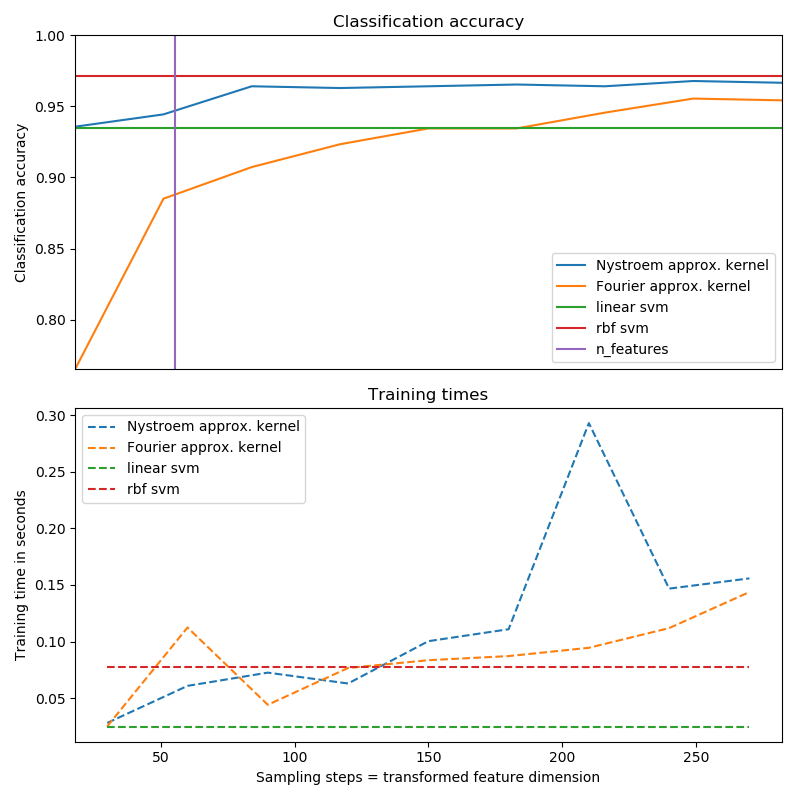 Classification accuracy
1.00
0.95
0.90
0.85
0.80
Classification accuracy
Nystroem approx. kernel
Fourier approx. kernel
linear svm
rbf svm
n_features
Training times
0.30
0.25
0.20
0.15
0.10
0.05
Training time in seconds
Nystroem approx. kernel
Fourier approx. kernel
linear svm
rbf svm
50 100 150 200 250
Sampling steps = transformed feature dimension